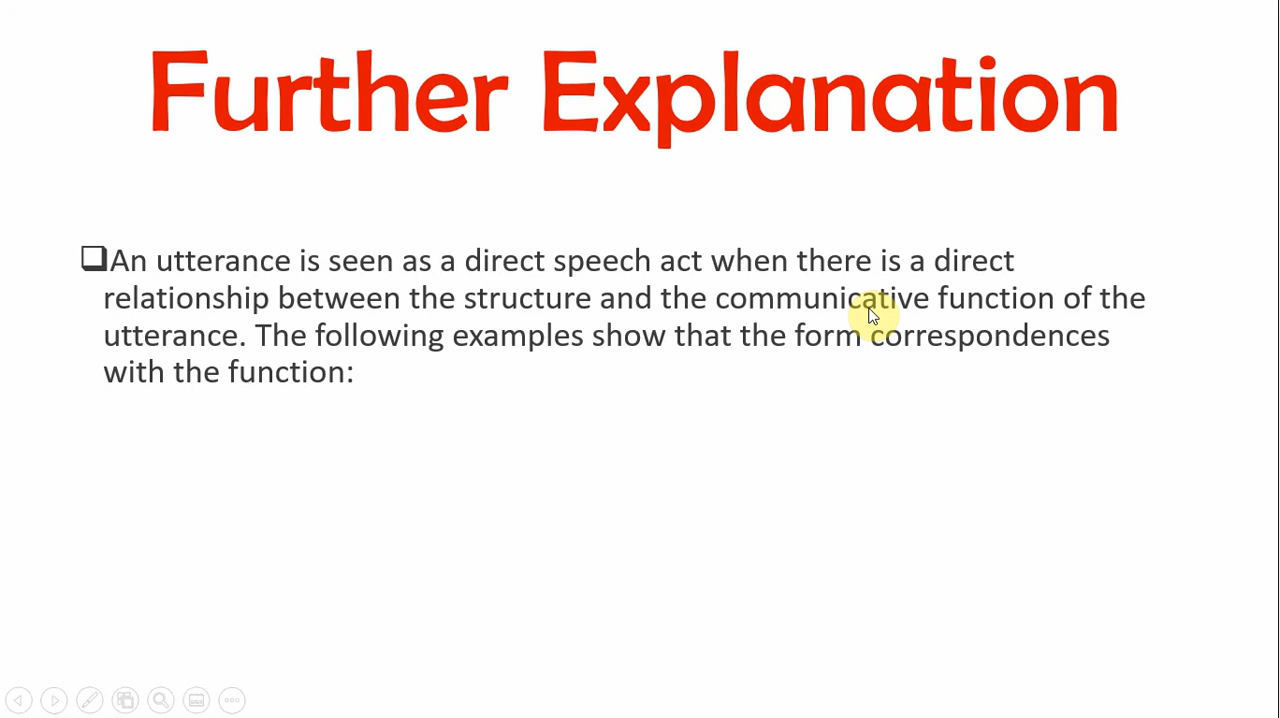 Further Explanation
❑An utterance is seen as a direct speech act when there is a direct
relationship between the structure and the communicative function of the
utterance. The following examples show that the form correspondences
with the function: